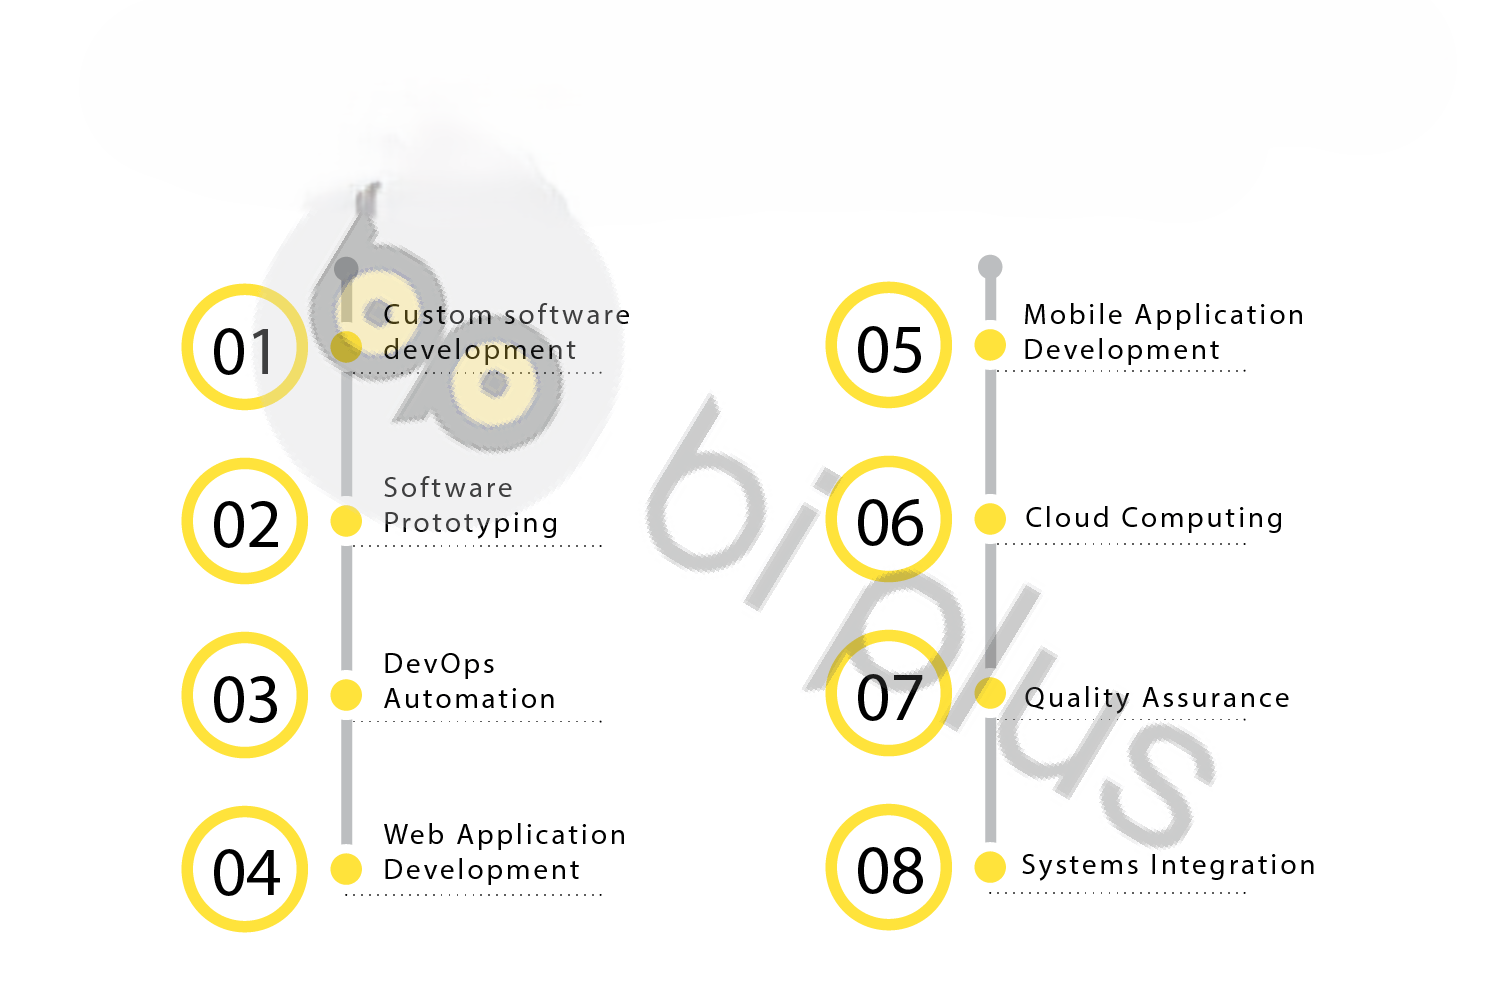 01
Custom software
development
02
Software
Prototyping
03
DevOps
Automation
04
Web Application
Development
05
Mobile Application
Development
06
Cloud Computing
07
Quality Assurance
08
Systems Integration
bi plus